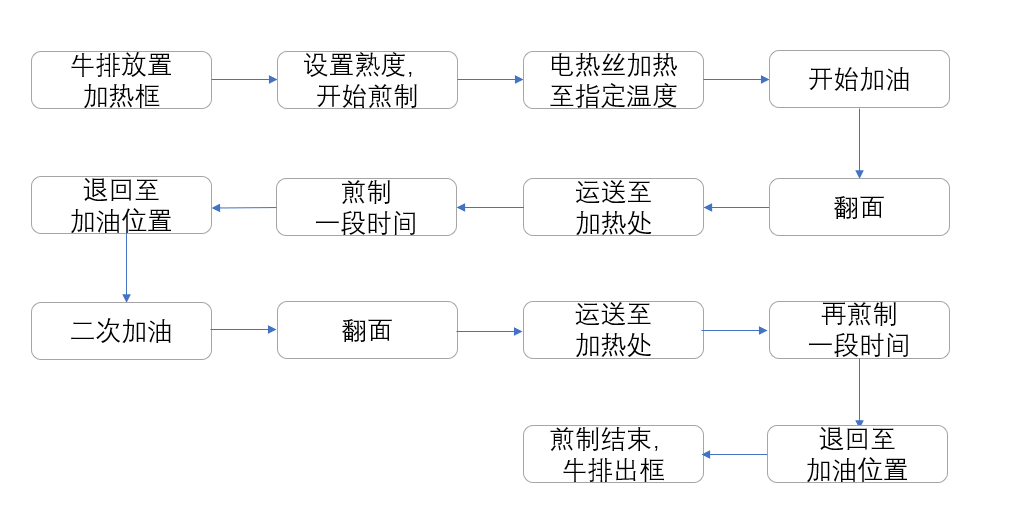 牛排放置
加热框
设置熟度，
开始煎制
电热丝加热
至指定温度
开始加油
翻面
运送至
加热处
煎制
一段时间
退回至
加油位置
二次加油
翻面
运送至
加热处
再煎制
一段时间
退回至
加油位置
煎制结束，
牛排出框